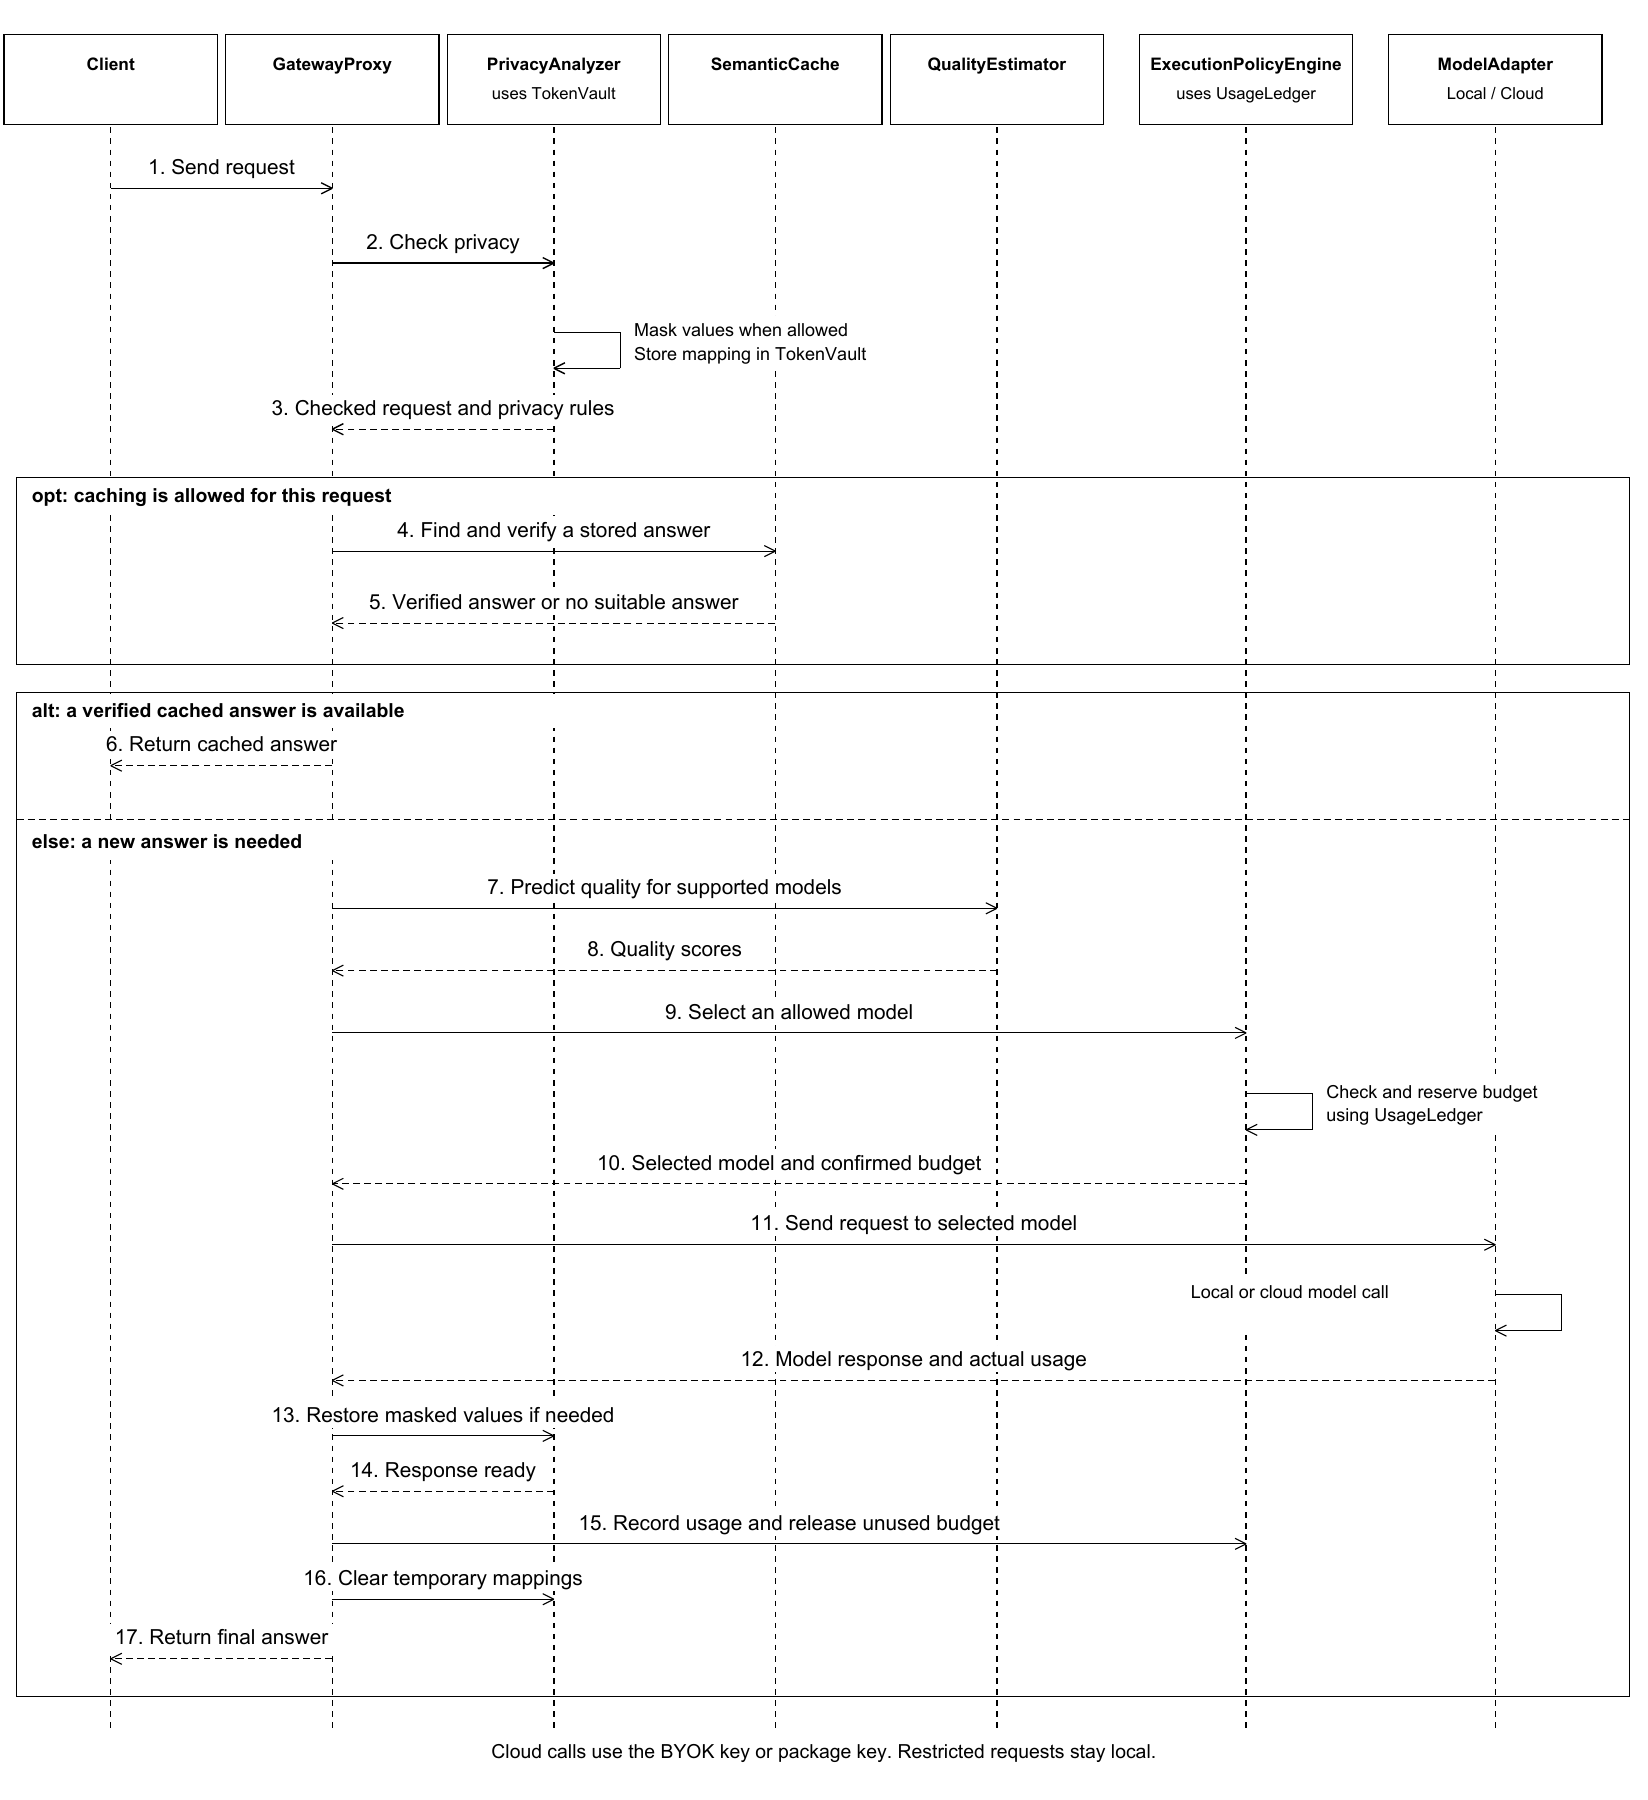 Client
GatewayProxy
PrivacyAnalyzer
uses TokenVault
SemanticCache
QualityEstimator
ExecutionPolicyEngine
uses UsageLedger
ModelAdapter
Local / Cloud
1. Send request
2. Check privacy
Mask values when allowed
Store mapping in TokenVault
3. Checked request and privacy rules
opt: caching is allowed for this request
4. Find and verify a stored answer
5. Verified answer or no suitable answer
alt: a verified cached answer is available
6. Return cached answer
else: a new answer is needed
7. Predict quality for supported models
8. Quality scores
9. Select an allowed model
Check and reserve budget
using UsageLedger
10. Selected model and confirmed budget
11. Send request to selected model
Local or cloud model call
12. Model response and actual usage
13. Restore masked values if needed
14. Response ready
15. Record usage and release unused budget
16. Clear temporary mappings
17. Return final answer
Cloud calls use the BYOK key or package key. Restricted requests stay local.